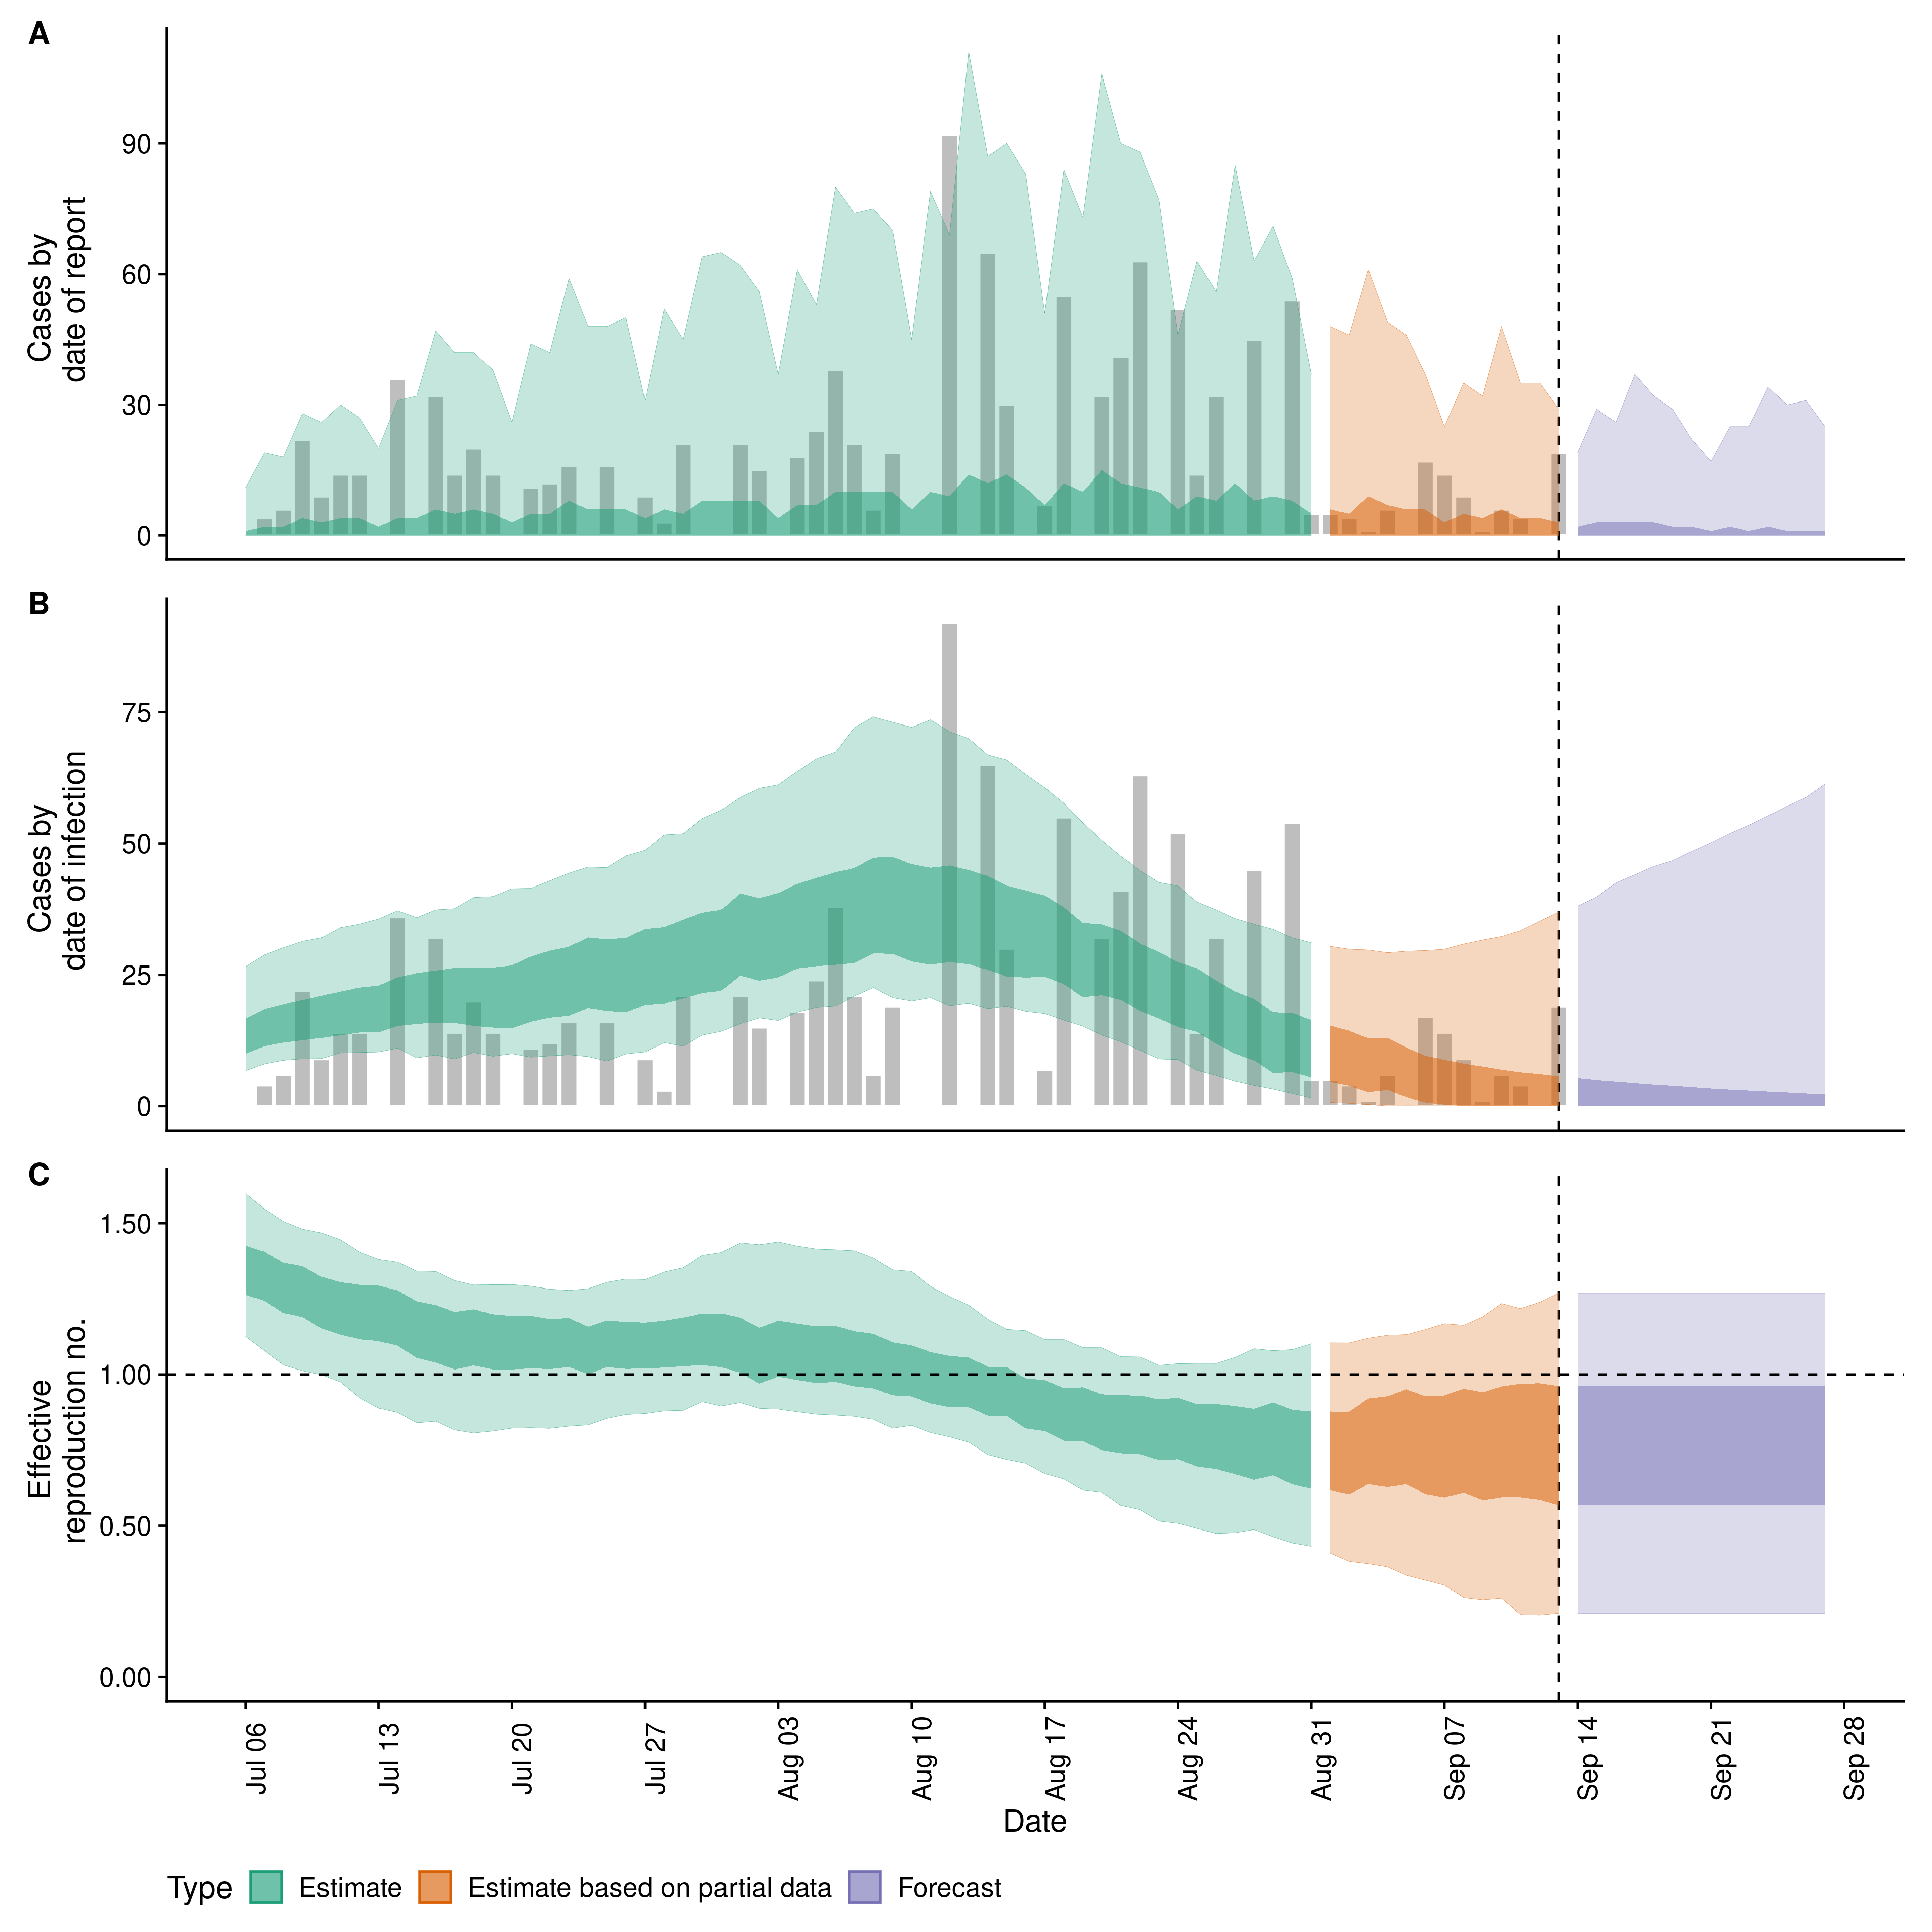 A
Cases by
date of report
90
60
30
0
B
Cases by
date of infection
75
50
25
0
C
Effective
reproduction no.
1.50
1.00
0.50
0.00
Jul 06
Jul 13
Jul 20
Jul 27
Aug 03
Aug 10
Aug 17
Aug 24
Aug 31
Sep 07
Sep 14
Sep 21
Sep 28
Date
Type Estimate Estimate based on partial data Forecast